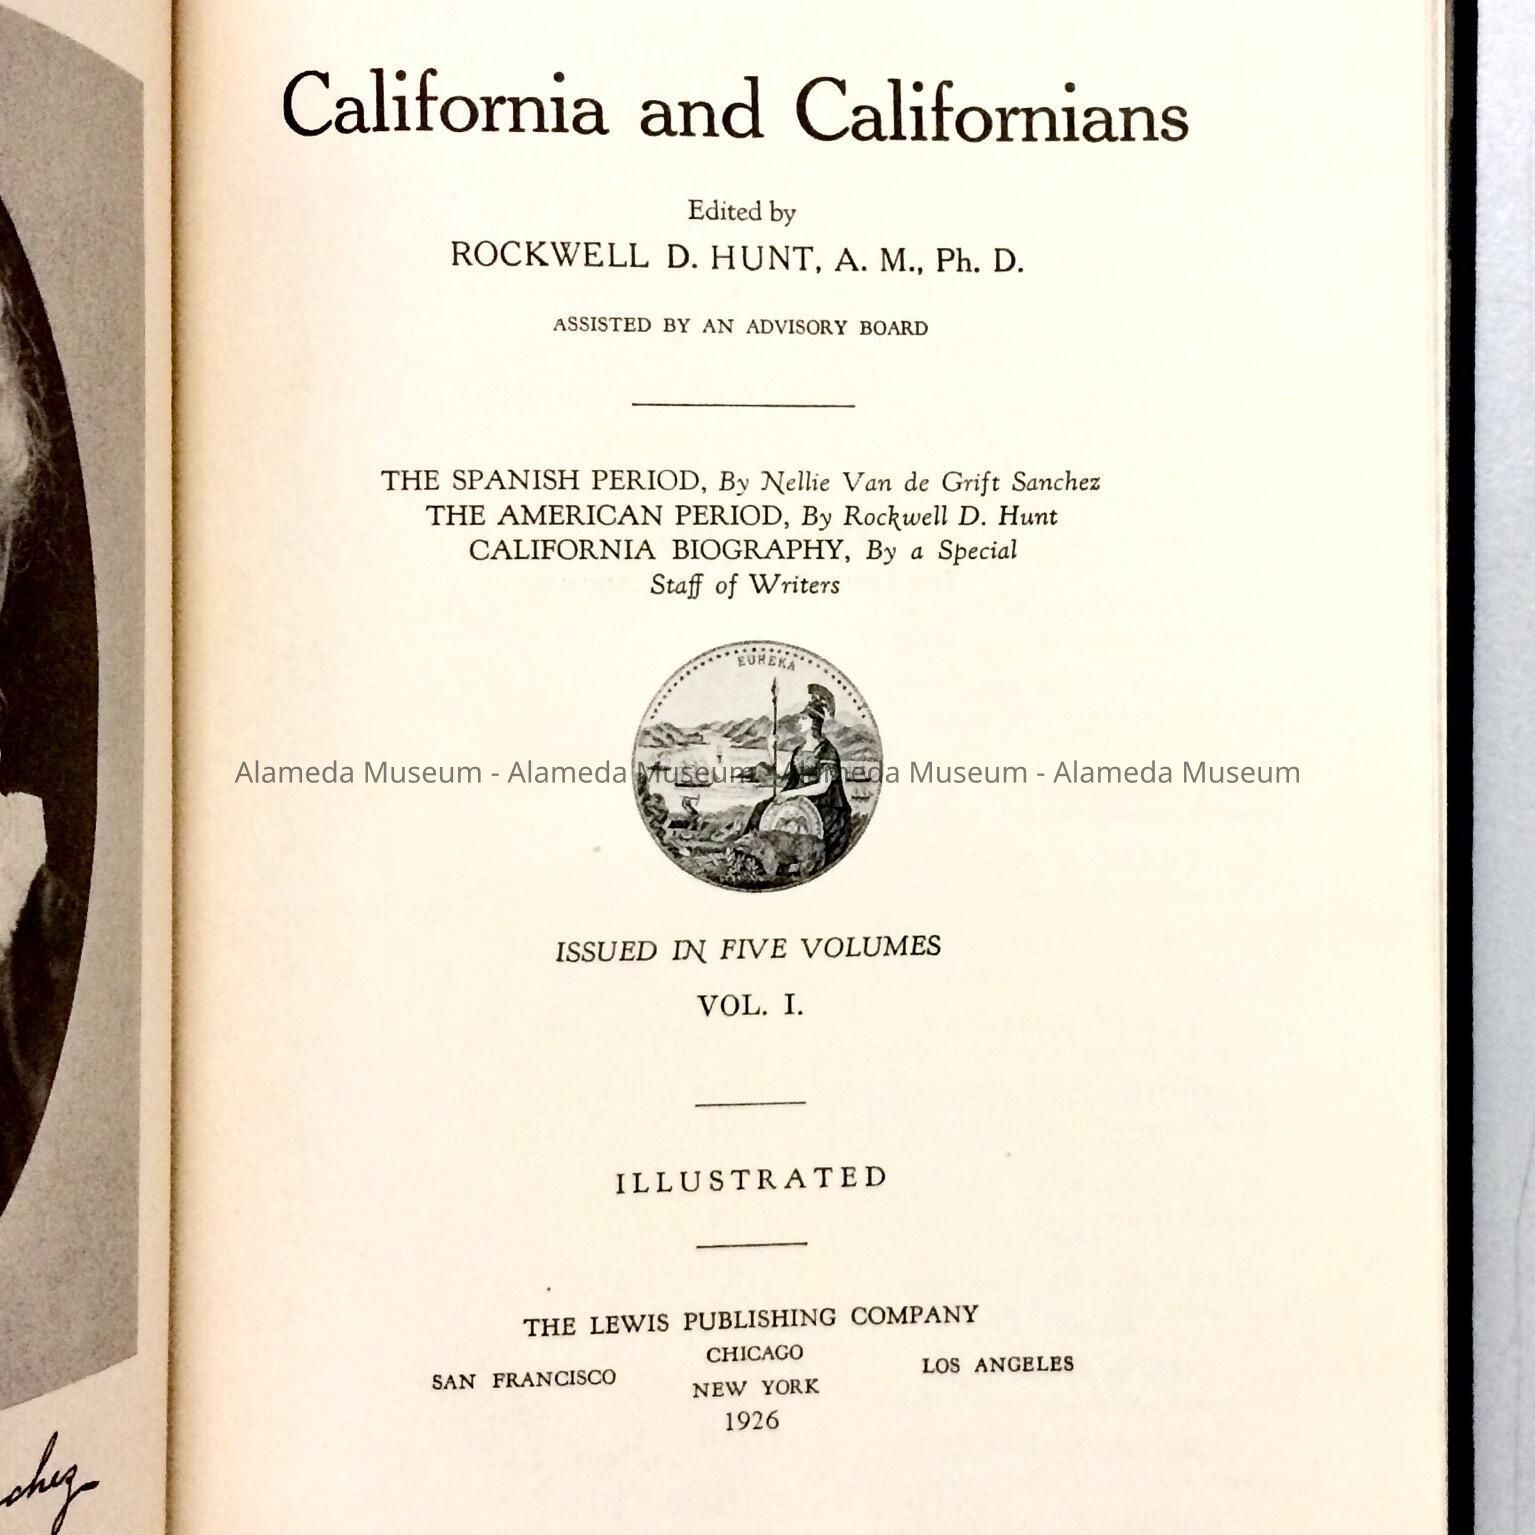 California and Californians
Edited by
ROCKWELL D. HUNT, A. M., Ph. D.
ASSISTED BY AN ADVISORY BOARD
THE SPANISH PERIOD, By Nellie Van de Grift Sanchez
THE AMERICAN PERIOD, By Rockwell D. Hunt
CALIFORNIA BIOGRAPHY, By a Special
Staff of Writers
EUREKA
Alameda Museum - Alameda Museum - Alameda Museum - Alameda Museum
ISSUED IN FIVE VOLUMES
VOL. I.
ILLUSTRATED
THE LEWIS PUBLISHING COMPANY
CHICAGO
SAN FRANCISCO LOS ANGELES
NEW YORK
1926
chez